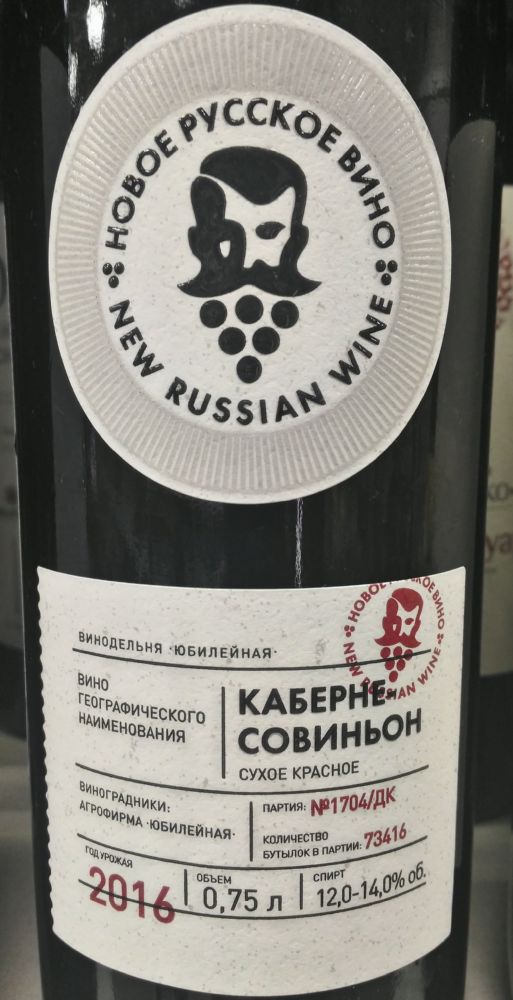 НОВОЕ РУССКОЕ ВИНО
NEW RUSSIAN WINE
НОВОЕ РУССКОЕ ВИНО
NEW RUSSIAN WINE
ВИНОДЕЛЬНЯ ·ЮБИЛЕЙНАЯ·
ВИНО
ГЕОГРАФИЧЕСКОГО
НАИМЕНОВАНИЯ
КАБЕРНЕ-
СОВИНЬОН
СУХОЕ КРАСНОЕ
ВИНОГРАДНИКИ:
АГРОФИРМА ·ЮБИЛЕЙНАЯ·
ПАРТИЯ: №1704/ДК
КОЛИЧЕСТВО
БУТЫЛОК В ПАРТИИ: 73416
ГОД УРОЖАЯ
2016
ОБЪЕМ
0,75 л
СПИРТ
12,0-14,0% об.